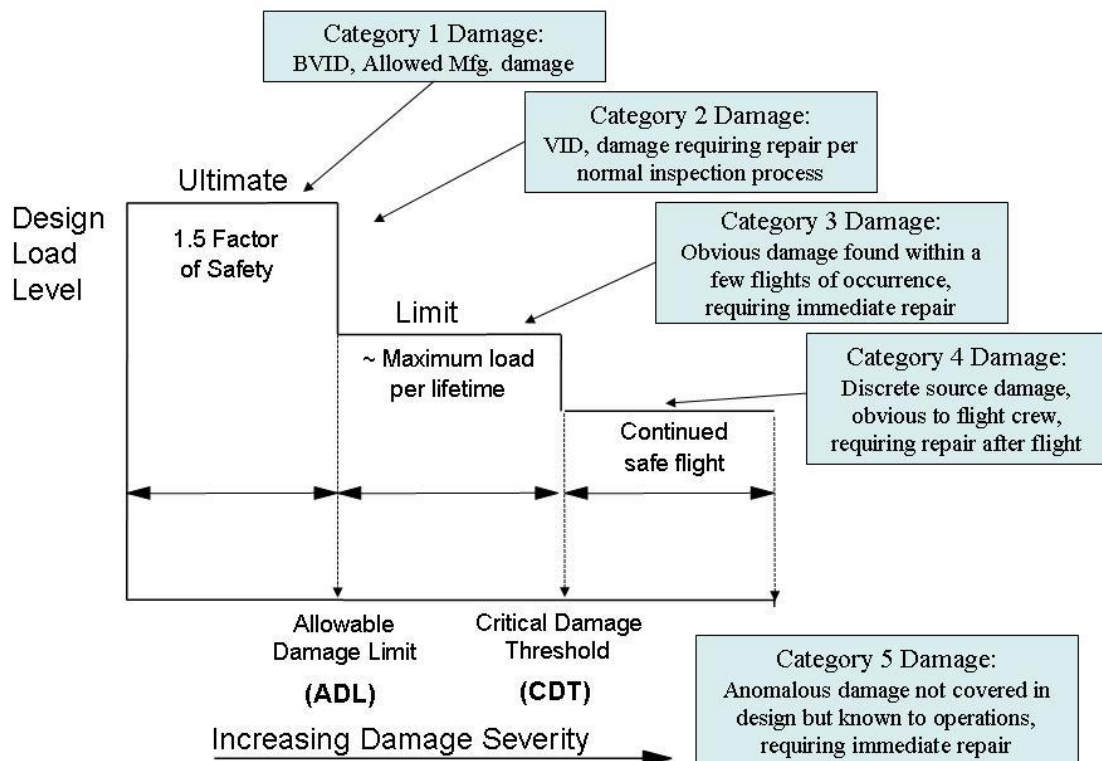 Category 1 Damage:
BVID, Allowed Mfg. damage
Category 2 Damage:
VID, damage requiring repair per
normal inspection process
Ultimate
Design
Load
Level
1.5 Factor
of Safety
Category 3 Damage:
Obvious damage found within a
few flights of occurrence,
requiring immediate repair
Limit
~ Maximum load
per lifetime
Category 4 Damage:
Discrete source damage,
obvious to flight crew,
requiring repair after flight
Continued
safe flight
Allowable
Damage Limit
(ADL)
Critical Damage
Threshold
(CDT)
Category 5 Damage:
Anomalous damage not covered in
design but known to operations,
requiring immediate repair
Increasing Damage Severity